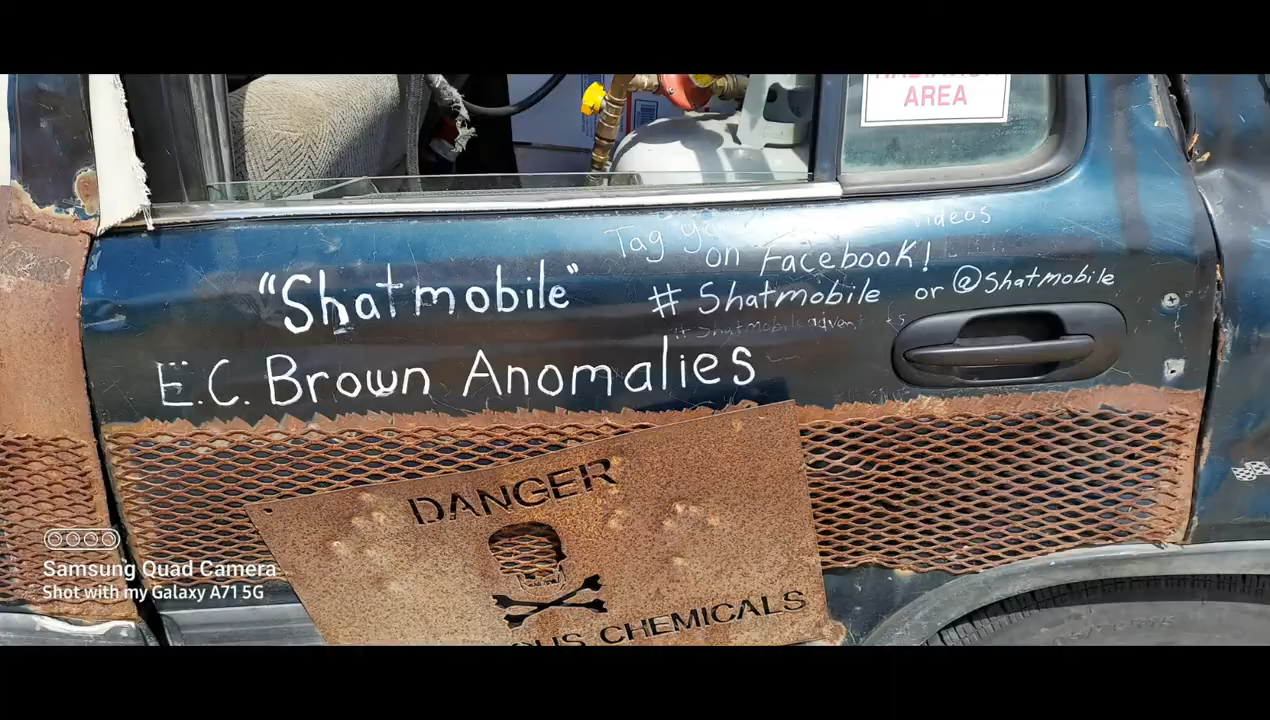 AREA
Tag videos
on Facebook!
"Shatmobile"
# Shatmobile or @Shatmobile
E.C. Brown Anomalies
DANGER
CHEMICALS
Samsung Quad Camera
Shot with my Galaxy A71 5G